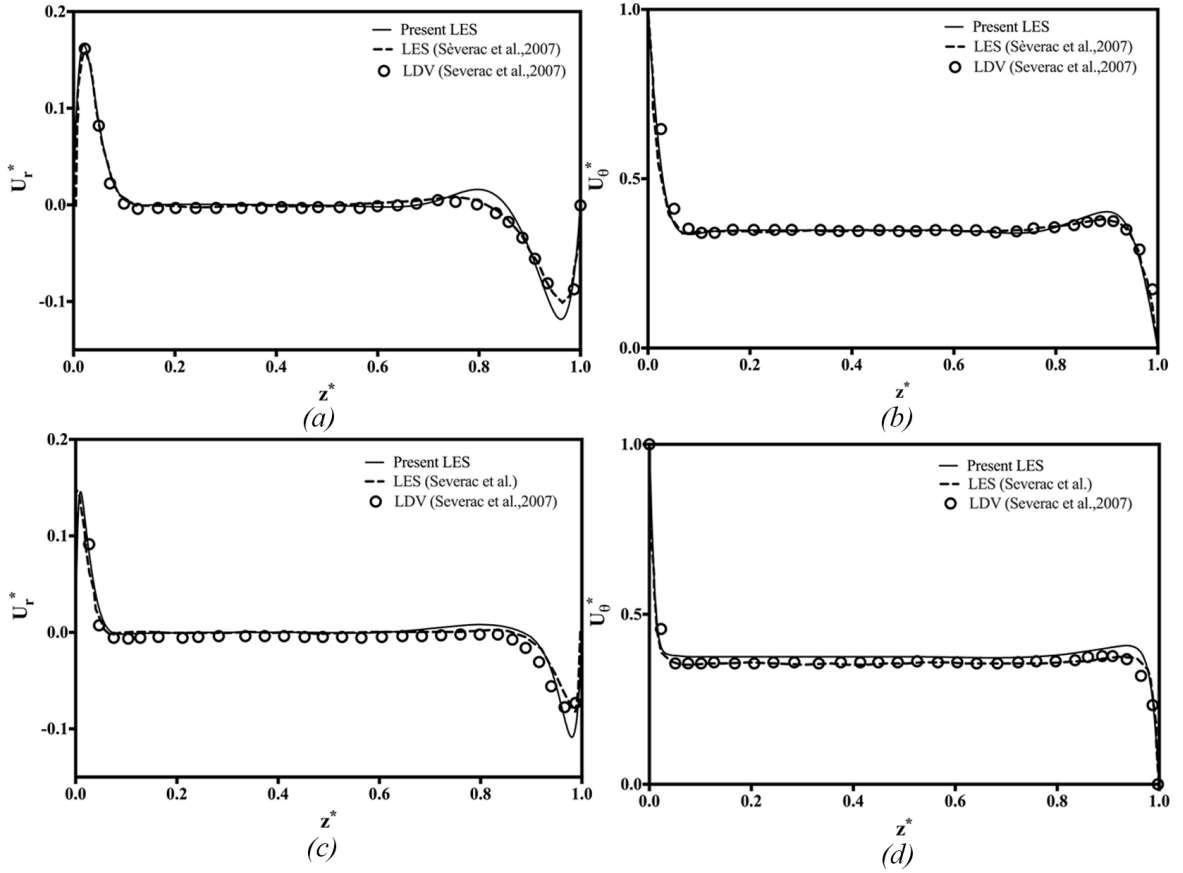 0.2
0.1
0.0
-0.1
U_r^*
0.0
0.2
0.4
0.6
0.8
1.0
z*
Present LES
LES (Sèverac et al.,2007)
LDV (Severac et al.,2007)
(a)
1.0
0.5
0.0
U_θ^*
0.0
0.2
0.4
0.6
0.8
1.0
z*
Present LES
LES (Sèverac et al.,2007)
LDV (Severac et al.,2007)
(b)
0.2
0.1
0.0
-0.1
U_r^*
0.0
0.2
0.4
0.6
0.8
1.0
z*
Present LES
LES (Severac et al.)
LDV (Severac et al.,2007)
(c)
1.0
0.5
0.0
U_θ^*
0.0
0.2
0.4
0.6
0.8
1.0
z*
Present LES
LES (Severac et al.)
LDV (Severac et al.,2007)
(d)